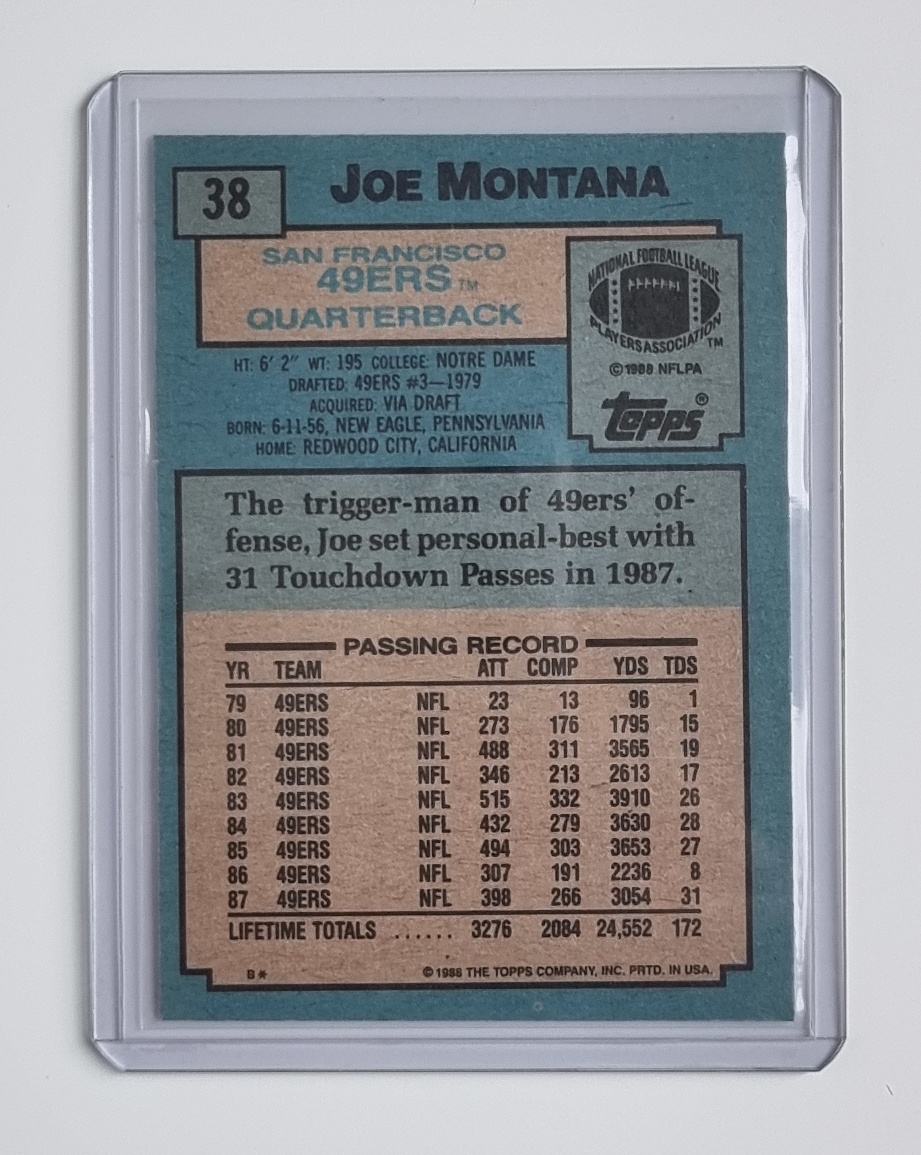 38
JOE MONTANA
SAN FRANCISCO
49ERS TM
QUARTERBACK
NATIONAL FOOTBALL LEAGUE
PLAYERS ASSOCIATION TM
© 1988 NFLPA
topps®
HT: 6' 2" WT: 195 COLLEGE: NOTRE DAME
DRAFTED: 49ERS #3—1979
ACQUIRED: VIA DRAFT
BORN: 6-11-56, NEW EAGLE, PENNSYLVANIA
HOME: REDWOOD CITY, CALIFORNIA
The trigger-man of 49ers' of-
fense, Joe set personal-best with
31 Touchdown Passes in 1987.
PASSING RECORD
YR TEAM ATT COMP YDS TDS
79 49ERS NFL 23 13 96 1
80 49ERS NFL 273 176 1795 15
81 49ERS NFL 488 311 3565 19
82 49ERS NFL 346 213 2613 17
83 49ERS NFL 515 332 3910 26
84 49ERS NFL 432 279 3630 28
85 49ERS NFL 494 303 3653 27
86 49ERS NFL 307 191 2236 8
87 49ERS NFL 398 266 3054 31
LIFETIME TOTALS ...... 3276 2084 24,552 172
B* © 1988 THE TOPPS COMPANY, INC. PRTD. IN USA.